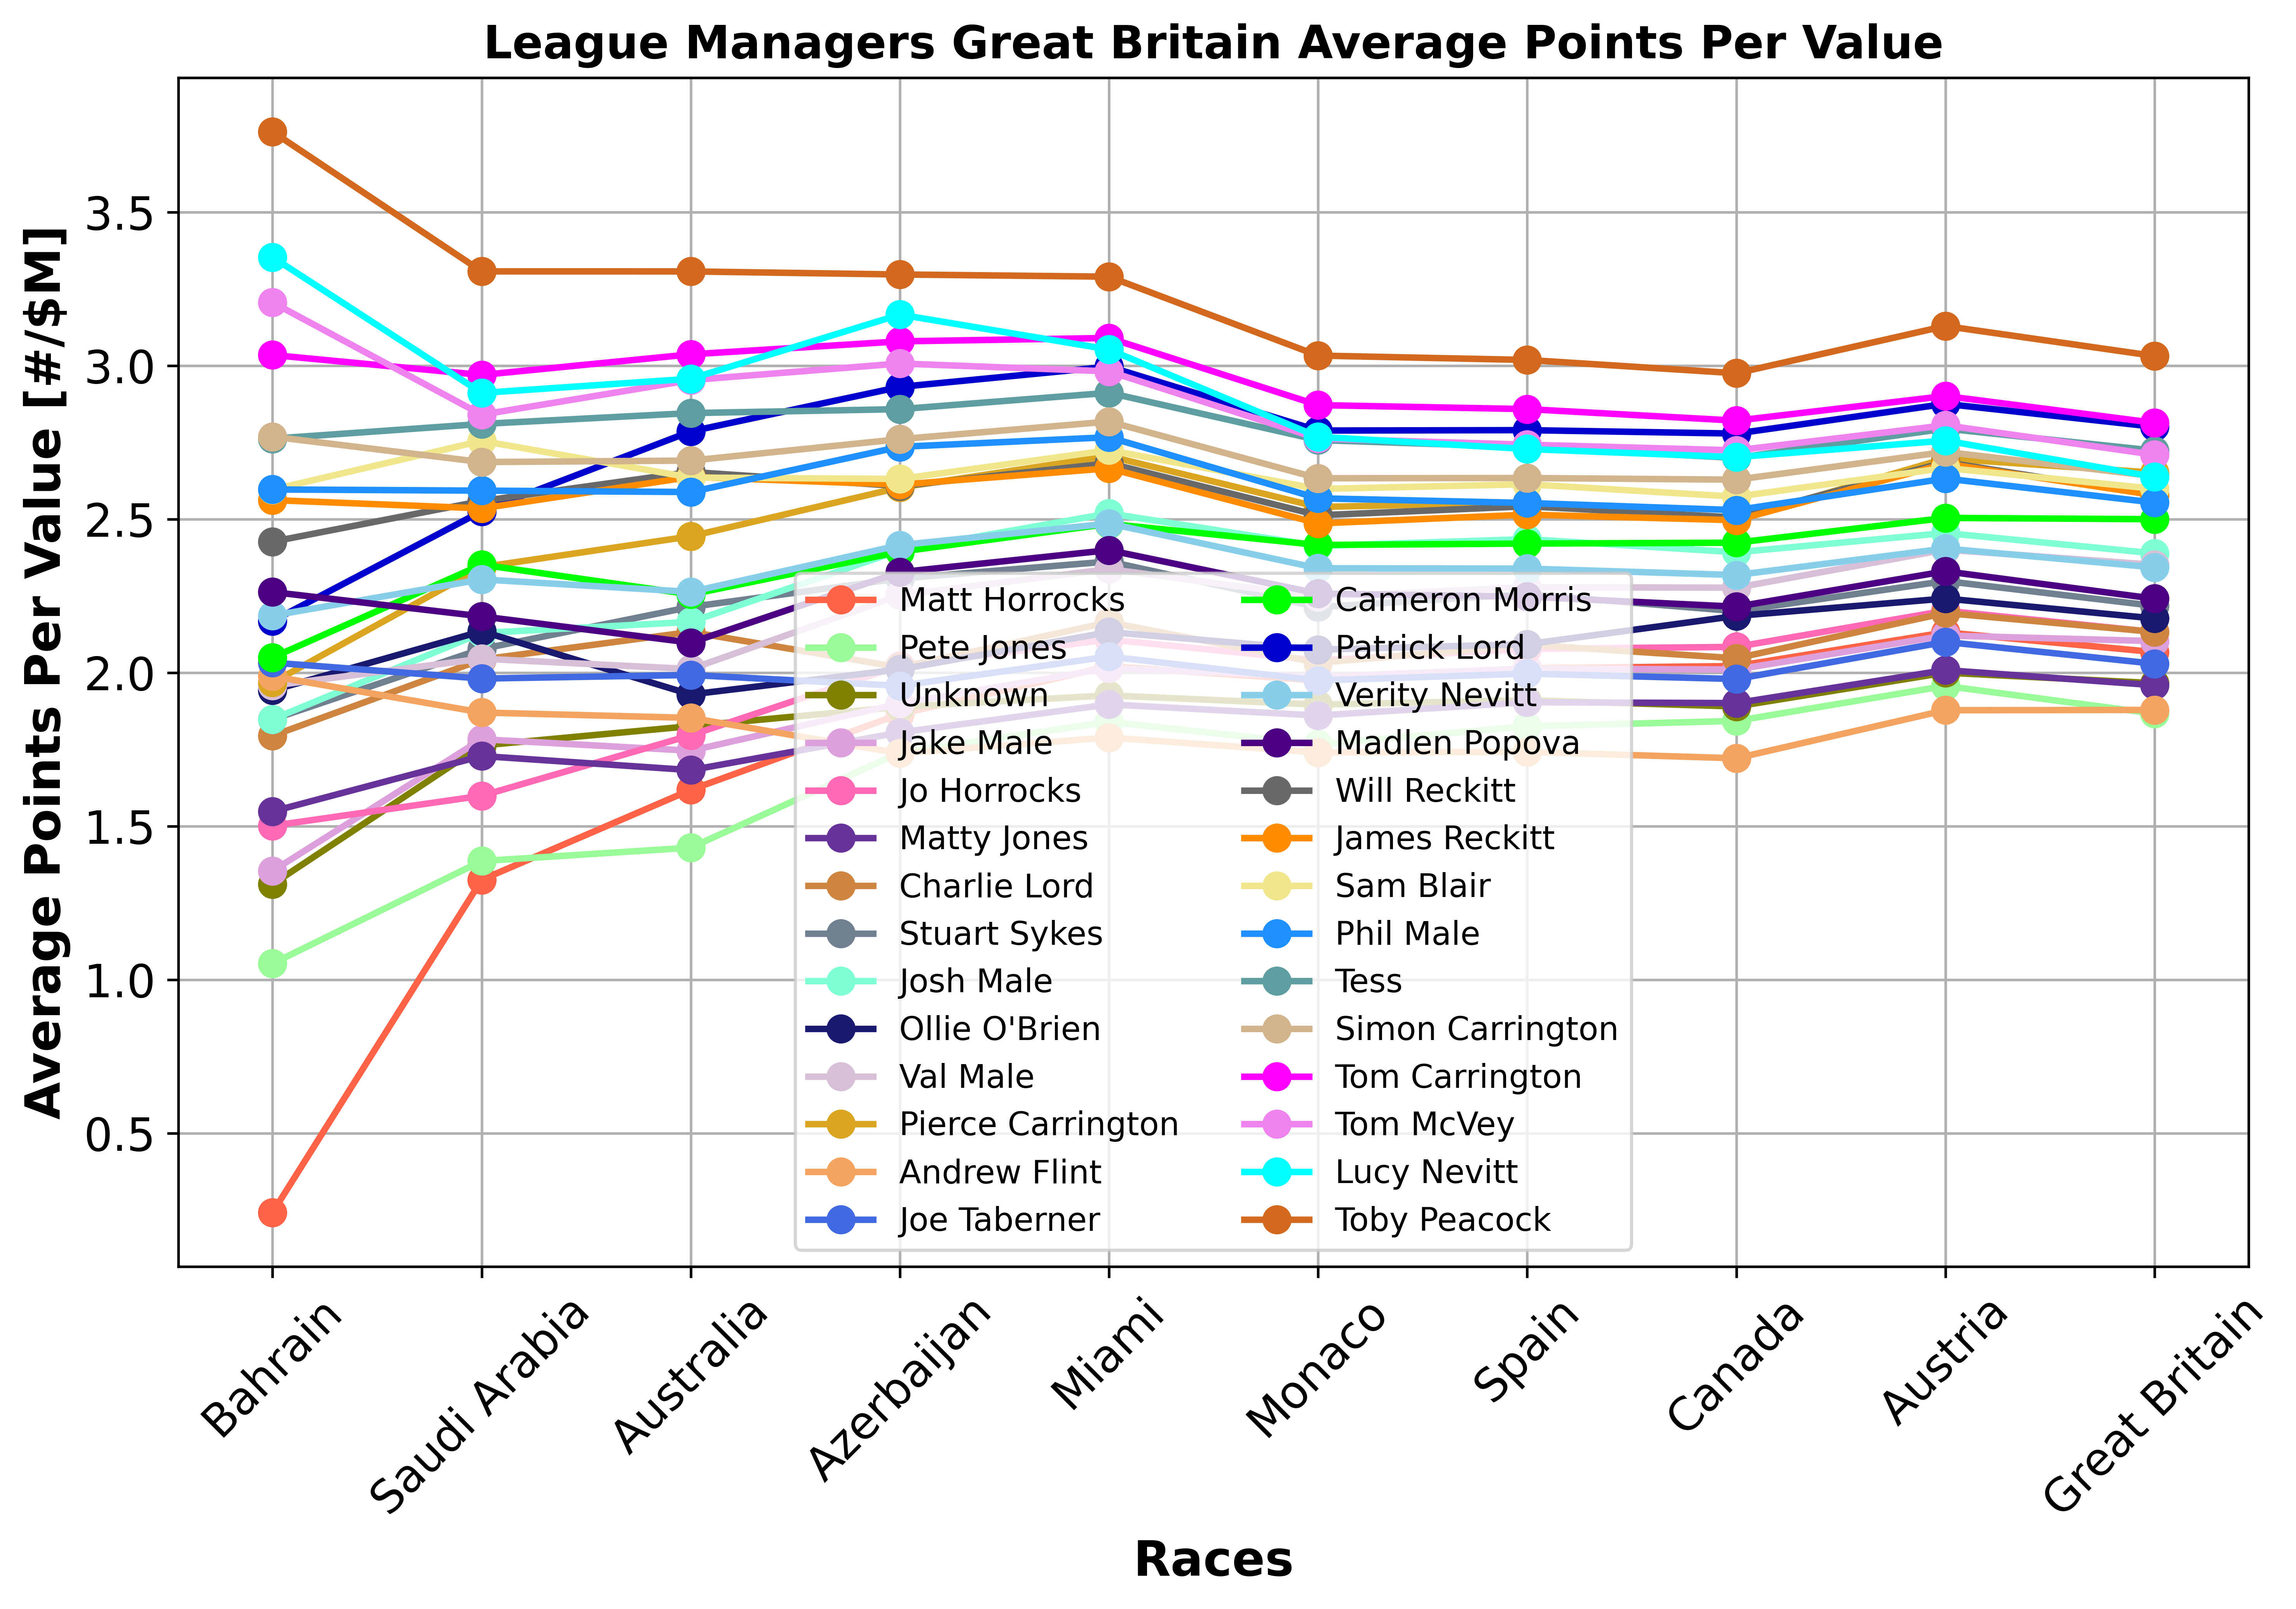 League Managers Great Britain Average Points Per Value
Average Points Per Value [#/$M]
3.5
3.0
2.5
2.0
1.5
1.0
0.5
Matt Horrocks
Pete Jones
Unknown
Jake Male
Jo Horrocks
Matty Jones
Charlie Lord
Stuart Sykes
Josh Male
Ollie O'Brien
Val Male
Pierce Carrington
Andrew Flint
Joe Taberner
Cameron Morris
Patrick Lord
Verity Nevitt
Madlen Popova
Will Reckitt
James Reckitt
Sam Blair
Phil Male
Tess
Simon Carrington
Tom Carrington
Tom McVey
Lucy Nevitt
Toby Peacock
Bahrain
Saudi Arabia
Australia
Azerbaijan
Miami
Monaco
Spain
Canada
Austria
Great Britain
Races